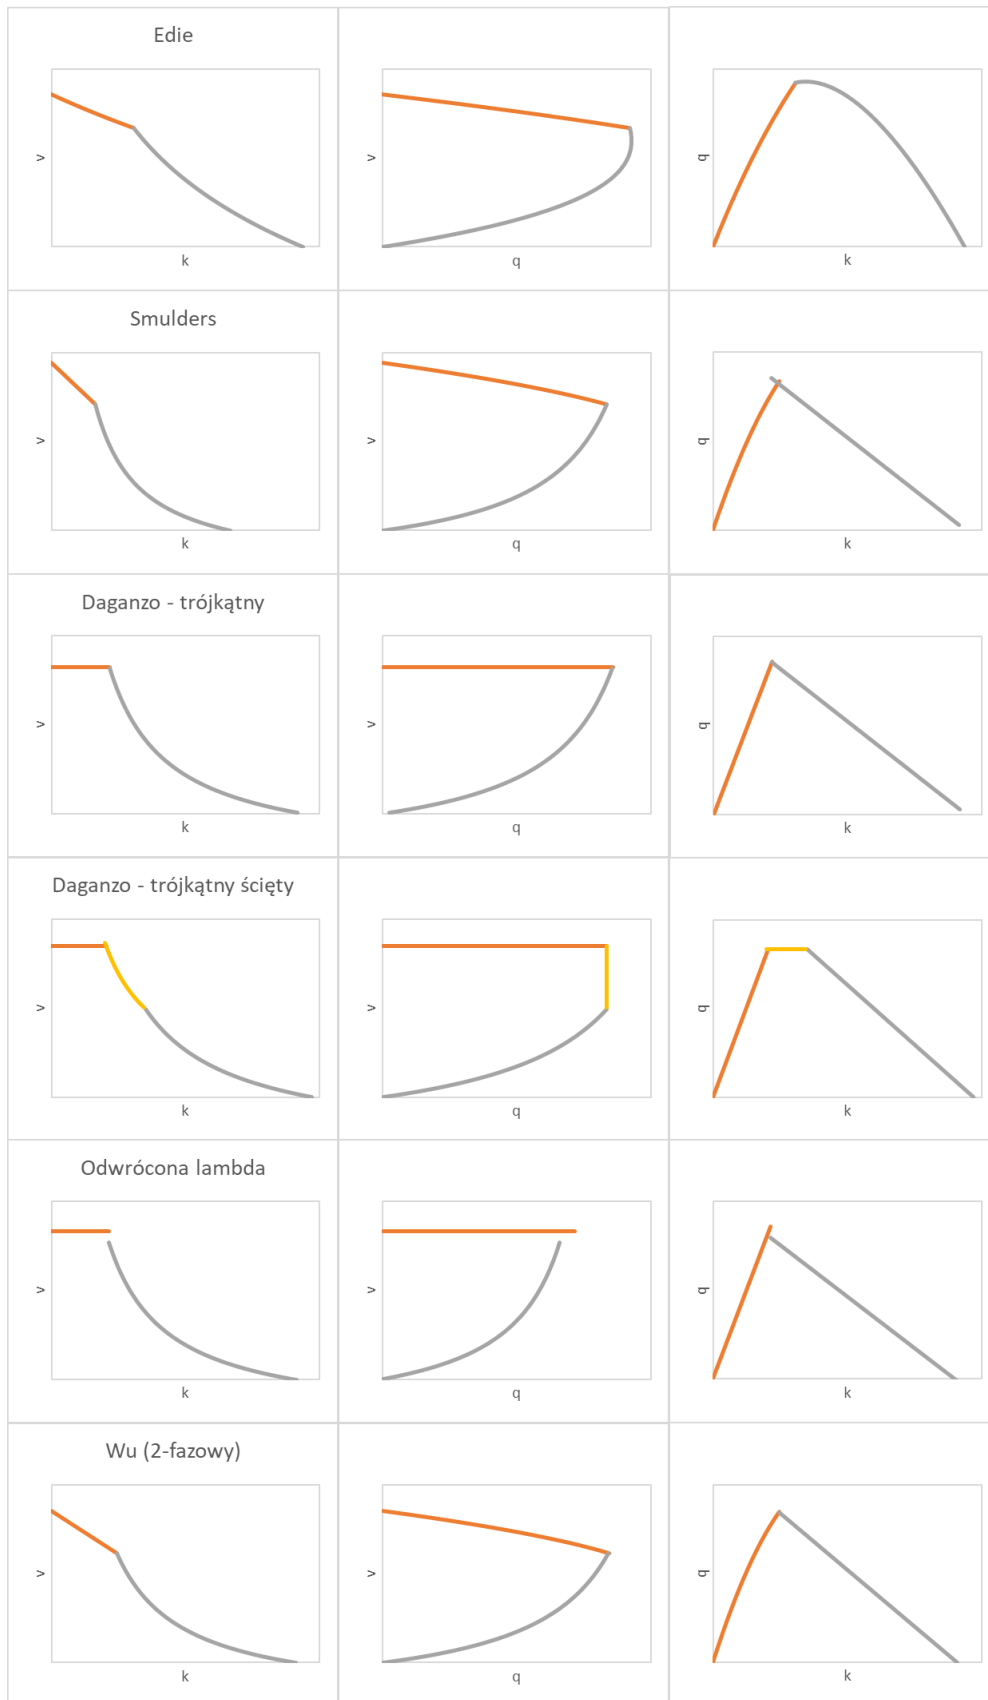 Edie
v
k
v
q
q
k
Smulders
v
k
v
q
q
k
Daganzo - trójkątny
v
k
v
q
q
k
Daganzo - trójkątny ścięty
v
k
v
q
q
k
Odwrócona lambda
v
k
v
q
q
k
Wu (2-fazowy)
v
k
v
q
q
k